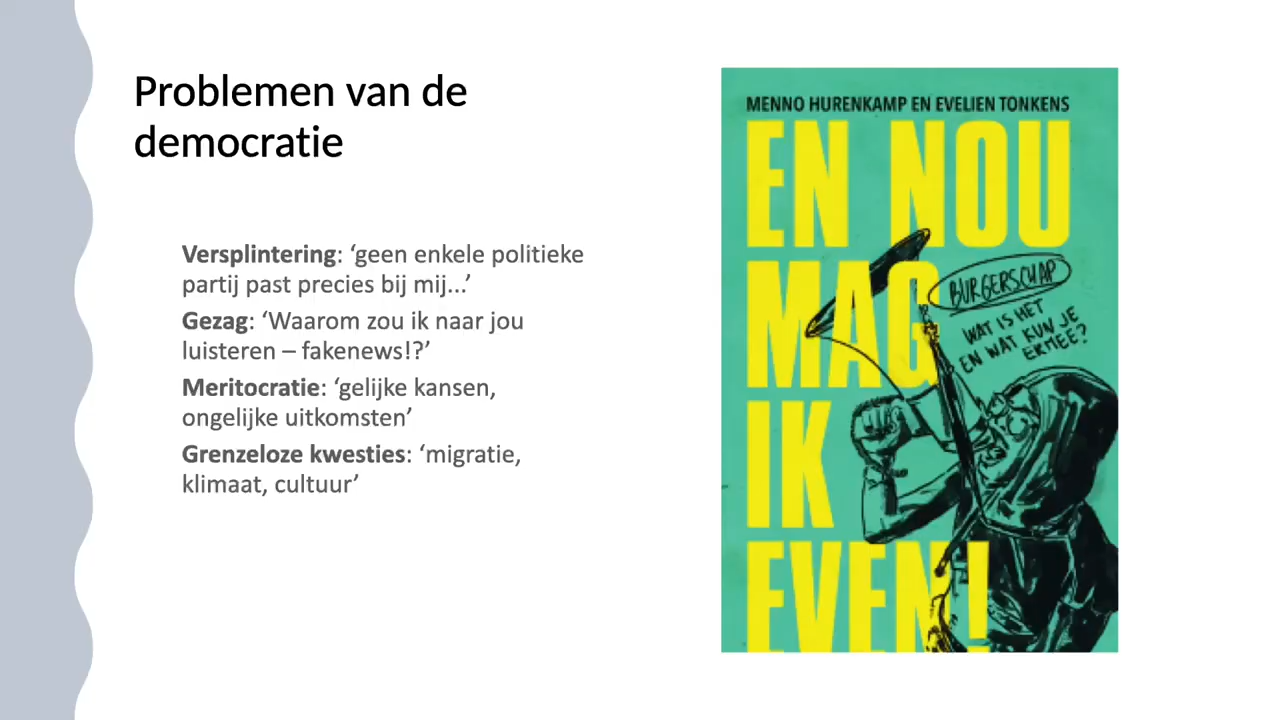 Problemen van de
democratie
Versplintering: ‘geen enkele politieke
partij past precies bij mij...’
Gezag: ‘Waarom zou ik naar jou
luisteren – fakenews!?’
Meritocratie: ‘gelijke kansen,
ongelijke uitkomsten’
Grenzeloze kwesties: ‘migratie,
klimaat, cultuur’
MENNO HURENKAMP EN EVELIEN TONKENS
EN NOU
MAG
IK
EVEN!
BURGERSCHAP
WAT IS HET
EN WAT KUN JE
ERMEE?